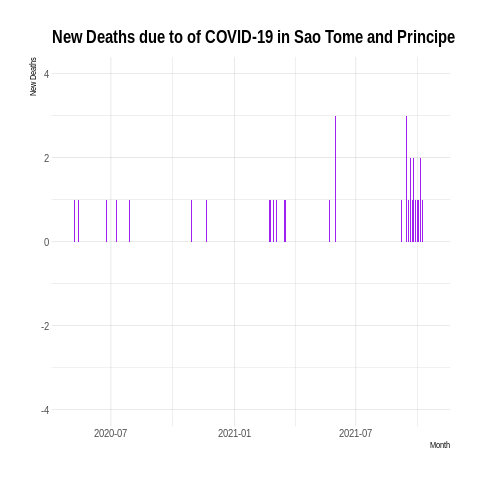 New Deaths due to of COVID-19 in Sao Tome and Principe
New Deaths
4
2
0
-2
-4
2020-07
2021-01
2021-07
Month